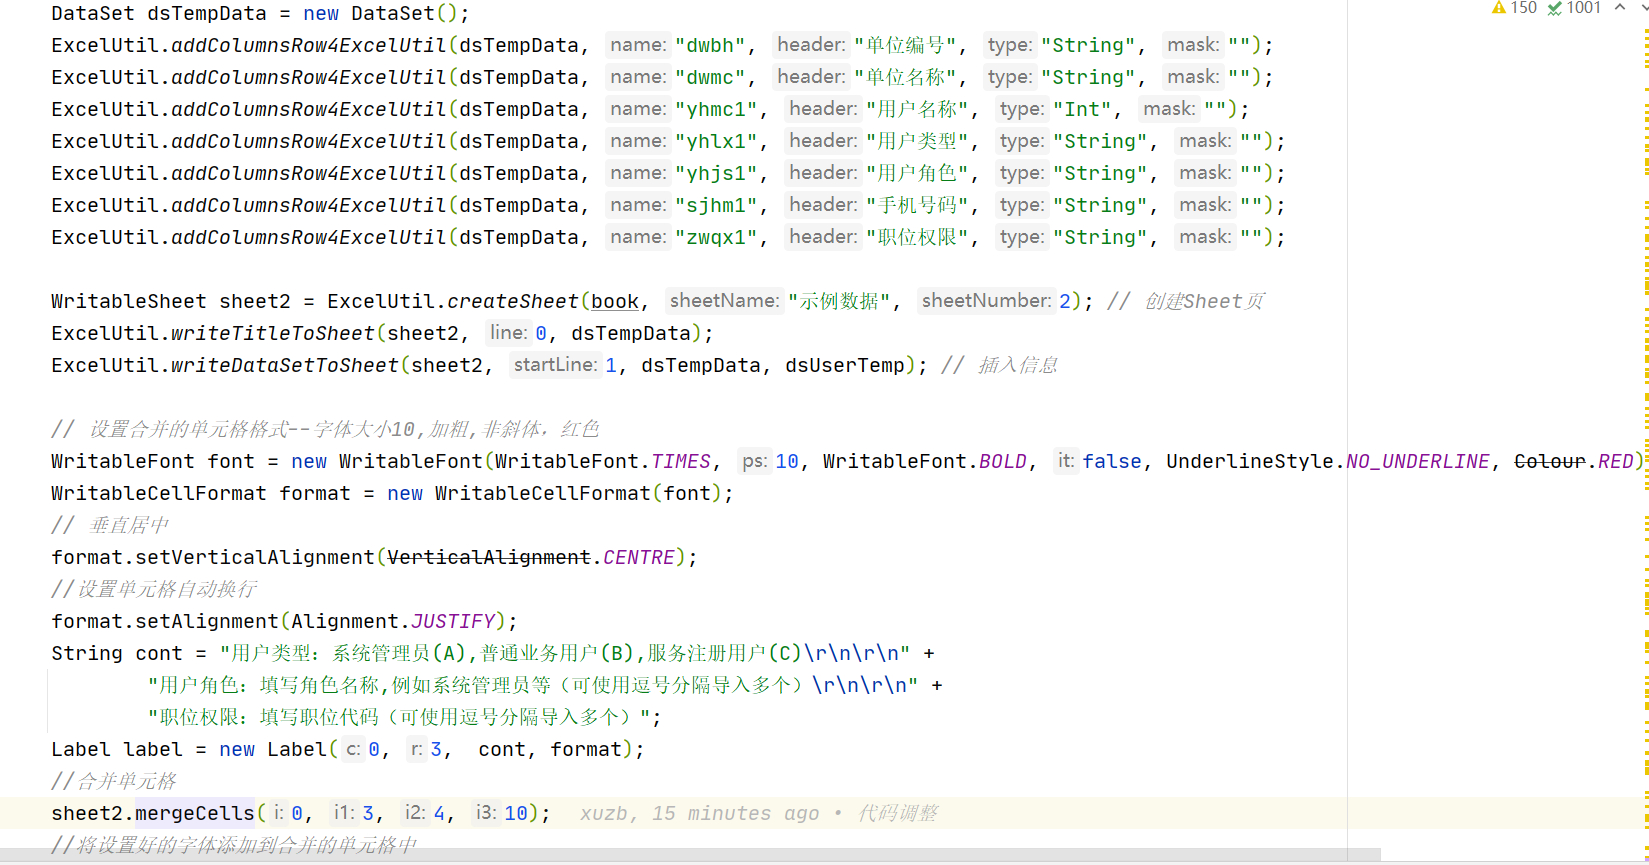 DataSet dsTempData = new DataSet(); 150 1001
ExcelUtil.addColumnsRow4ExcelUtil(dsTempData, name: "dwbh", header: "单位编号", type: "String", mask: "");
ExcelUtil.addColumnsRow4ExcelUtil(dsTempData, name: "dwmc", header: "单位名称", type: "String", mask: "");
ExcelUtil.addColumnsRow4ExcelUtil(dsTempData, name: "yhmc1", header: "用户名称", type: "Int", mask: "");
ExcelUtil.addColumnsRow4ExcelUtil(dsTempData, name: "yhlx1", header: "用户类型", type: "String", mask: "");
ExcelUtil.addColumnsRow4ExcelUtil(dsTempData, name: "yhjs1", header: "用户角色", type: "String", mask: "");
ExcelUtil.addColumnsRow4ExcelUtil(dsTempData, name: "sjhm1", header: "手机号码", type: "String", mask: "");
ExcelUtil.addColumnsRow4ExcelUtil(dsTempData, name: "zwqx1", header: "职位权限", type: "String", mask: "");
WritableSheet sheet2 = ExcelUtil.createSheet(book, sheetName: "示例数据", sheetNumber: 2); // 创建Sheet页
ExcelUtil.writeTitleToSheet(sheet2, line: 0, dsTempData);
ExcelUtil.writeDataSetToSheet(sheet2, startLine: 1, dsTempData, dsUserTemp); // 插入信息
// 设置合并的单元格格式--字体大小10,加粗,非斜体，红色
WritableFont font = new WritableFont(WritableFont.TIMES, ps: 10, WritableFont.BOLD, it: false, UnderlineStyle.NO_UNDERLINE, Colour.RED)
WritableCellFormat format = new WritableCellFormat(font);
// 垂直居中
format.setVerticalAlignment(VerticalAlignment.CENTRE);
//设置单元格自动换行
format.setAlignment(Alignment.JUSTIFY);
String cont = "用户类型：系统管理员(A),普通业务用户(B),服务注册用户(C)\r\n\r\n" +
"用户角色：填写角色名称,例如系统管理员等（可使用逗号分隔导入多个）\r\n\r\n" +
"职位权限：填写职位代码（可使用逗号分隔导入多个）";
Label label = new Label( c: 0, r: 3, cont, format);
//合并单元格
sheet2.mergeCells( i: 0, i1: 3, i2: 4, i3: 10); xuzb, 15 minutes ago • 代码调整
//将设置好的字体添加到合并的单元格中